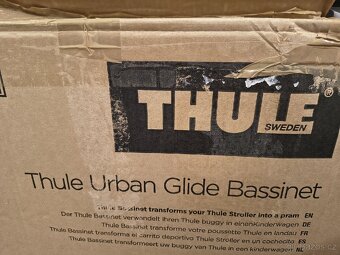 THULE®
SWEDEN
Thule Urban Glide Bassinet
Thule Bassinet transforms your Thule Stroller into a pram EN
Der Thule Bassinet verwandelt Ihren Thule buggy in einen Kinderwagen DE
Thule Bassinet transforme votre poussette Thule en landau FR
Thule Bassinet transforma el carrito deportivo Thule Stroller en un cochecito ES
Thule Bassinet transformeert uw buggy van Thule in een kinderwagen NL